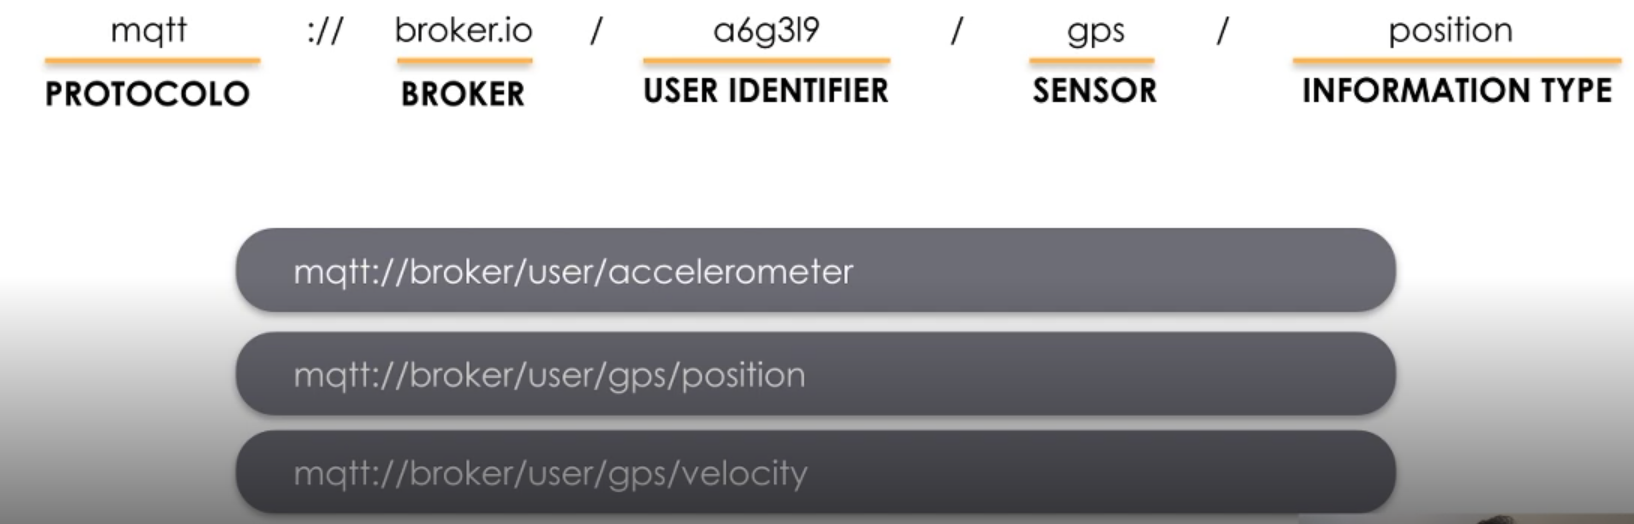 mqtt :// broker.io / a6g3l9 / gps / position
PROTOCOLO BROKER USER IDENTIFIER SENSOR INFORMATION TYPE
mqtt://broker/user/accelerometer
mqtt://broker/user/gps/position
mqtt://broker/user/gps/velocity